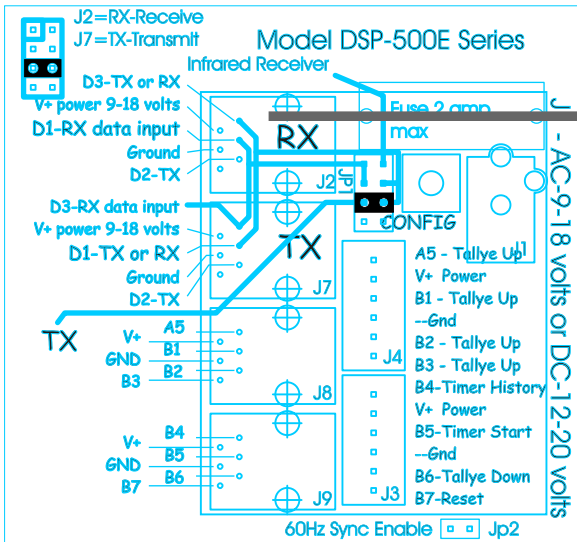 J2=RX-Receive
J7=TX-Transmit
Model DSP-500E Series
Infrared Receiver
D3-TX or RX
V+ power 9-18 volts
D1-RX data input
Ground
D2-TX
RX
J2
JP1
Fuse 2 amp
max
CONFIG
J1
J1 - AC-9-18 volts or DC-12-20 volts
D3-RX data input
V+ power 9-18 volts
D1-TX or RX
Ground
D2-TX
TX
J7
TX
A5
V+
B1
GND
B2
B3
J8
B4
V+
B5
GND
B6
B7
J9
A5 - Tallye Up
V+ Power
B1 - Tallye Up
--Gnd
B2 - Tallye Up
B3 - Tallye Up
J4
B4-Timer History
V+ Power
B5-Timer Start
--Gnd
B6-Tallye Down
B7-Reset
J3
60Hz Sync Enable
Jp2